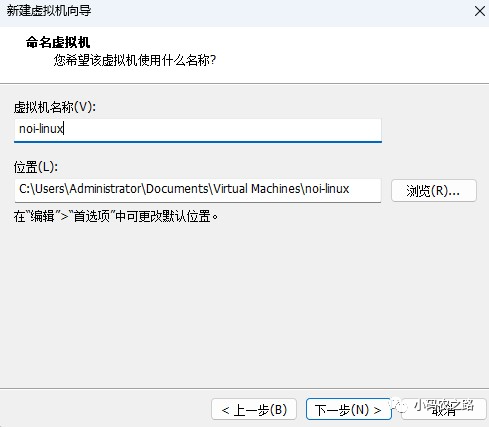 新建虚拟机向导
命名虚拟机
您希望该虚拟机使用什么名称?
虚拟机名称(V):
noi-linux
位置(L):
C:\Users\Administrator\Documents\Virtual Machines\noi-linux
浏览(R)...
在“编辑”>“首选项”中可更改默认位置。
< 上一步(B)
下一步(N) >
取消
小码农之路